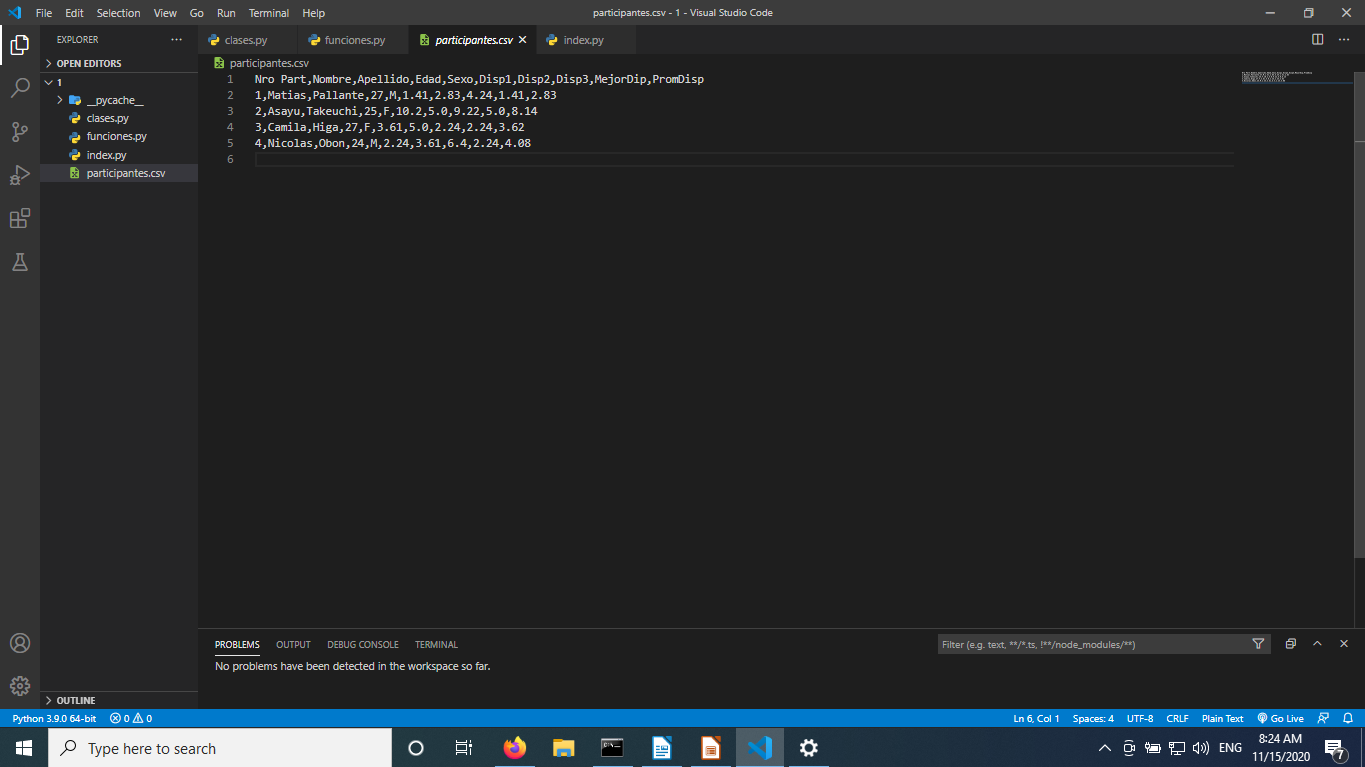 File Edit Selection View Go Run Terminal Help
participantes.csv - 1 - Visual Studio Code
EXPLORER
clases.py
funciones.py
participantes.csv
index.py
OPEN EDITORS
1
__pycache__
clases.py
funciones.py
index.py
participantes.csv
OUTLINE
participantes.csv
1 Nro Part,Nombre,Apellido,Edad,Sexo,Disp1,Disp2,Disp3,MejorDip,PromDisp
2 1,Matias,Pallante,27,M,1.41,2.83,4.24,1.41,2.83
3 2,Asayu,Takeuchi,25,F,10.2,5.0,9.22,5.0,8.14
4 3,Camila,Higa,27,F,3.61,5.0,2.24,2.24,3.62
5 4,Nicolas,Obon,24,M,2.24,3.61,6.4,2.24,4.08
6
PROBLEMS OUTPUT DEBUG CONSOLE TERMINAL
Filter (e.g. text, **/*.ts, !**/node_modules/**)
No problems have been detected in the workspace so far.
Python 3.9.0 64-bit 0 0
Ln 6, Col 1 Spaces: 4 UTF-8 CRLF Plain Text Go Live
Type here to search
ENG
8:24 AM
11/15/2020
7